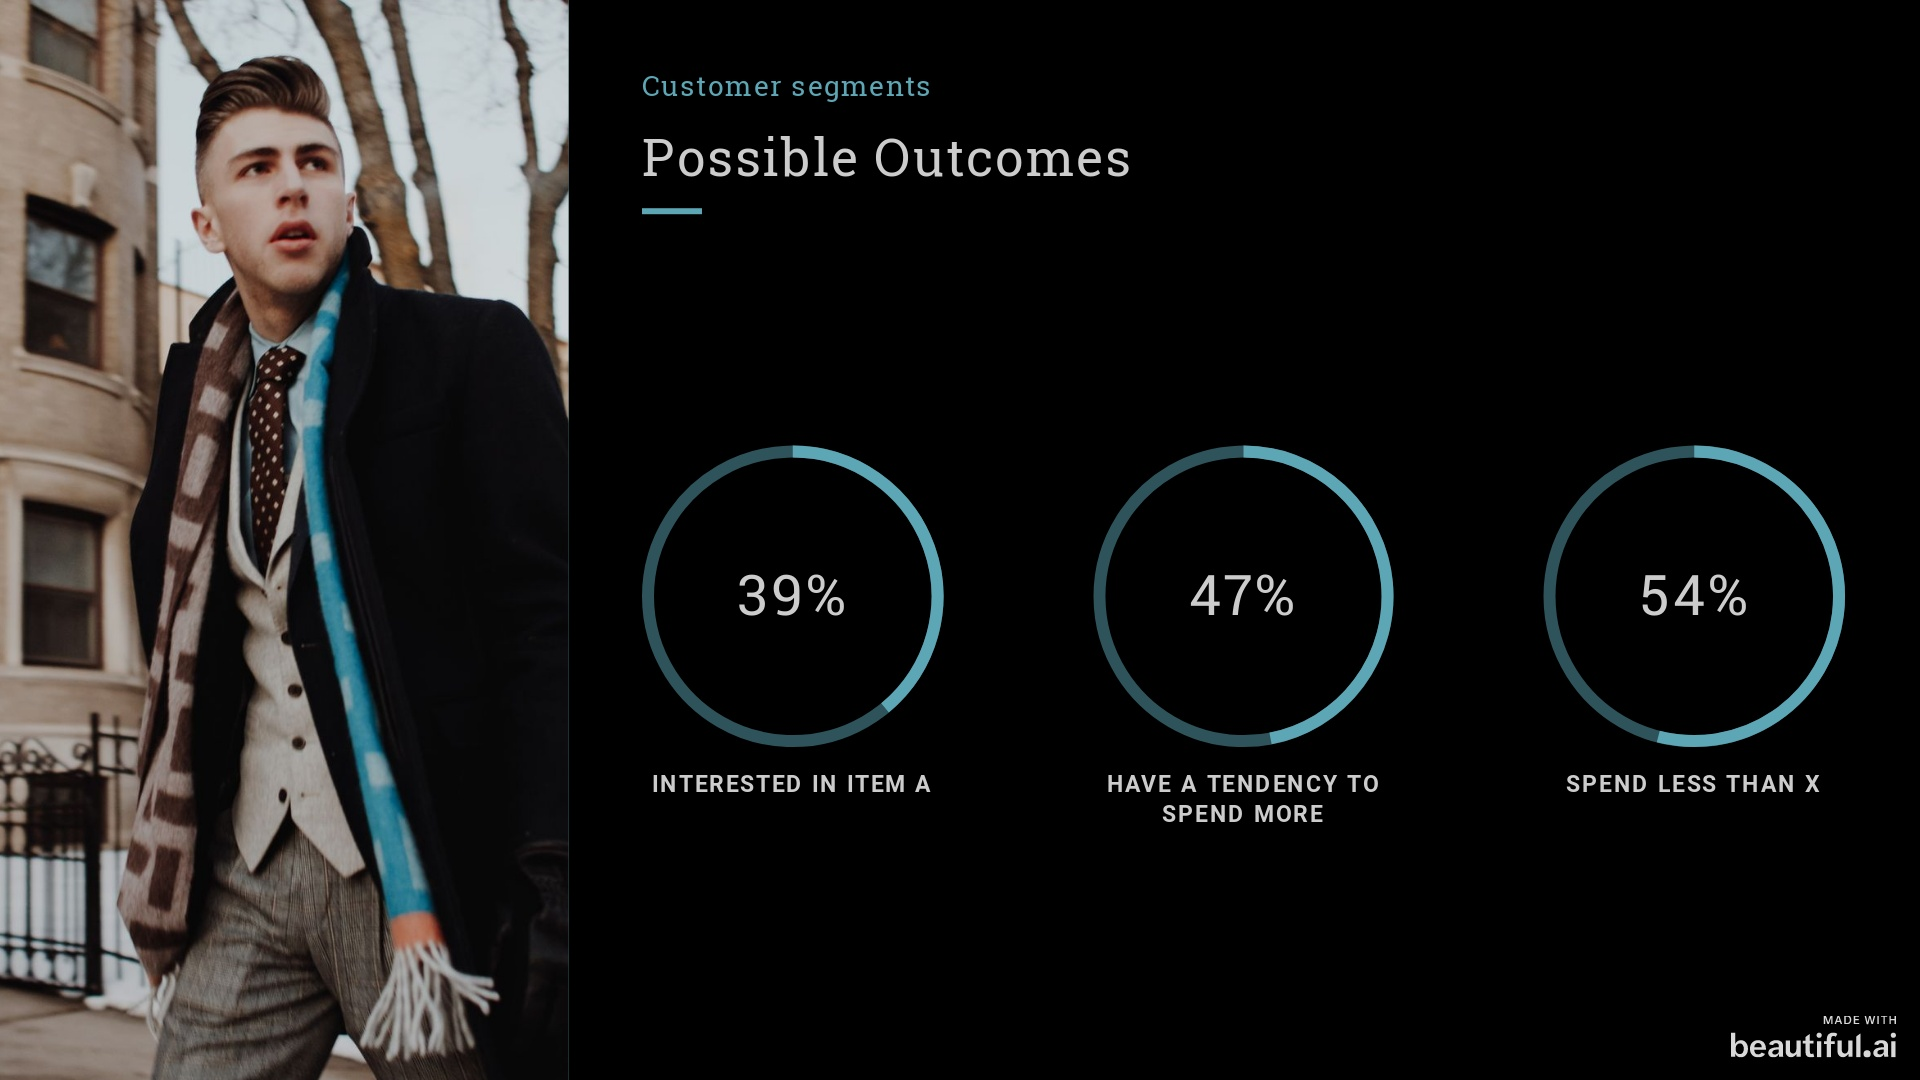 Customer segments
Possible Outcomes
39%
INTERESTED IN ITEM A
47%
HAVE A TENDENCY TO
SPEND MORE
54%
SPEND LESS THAN X
MADE WITH
beautiful.ai